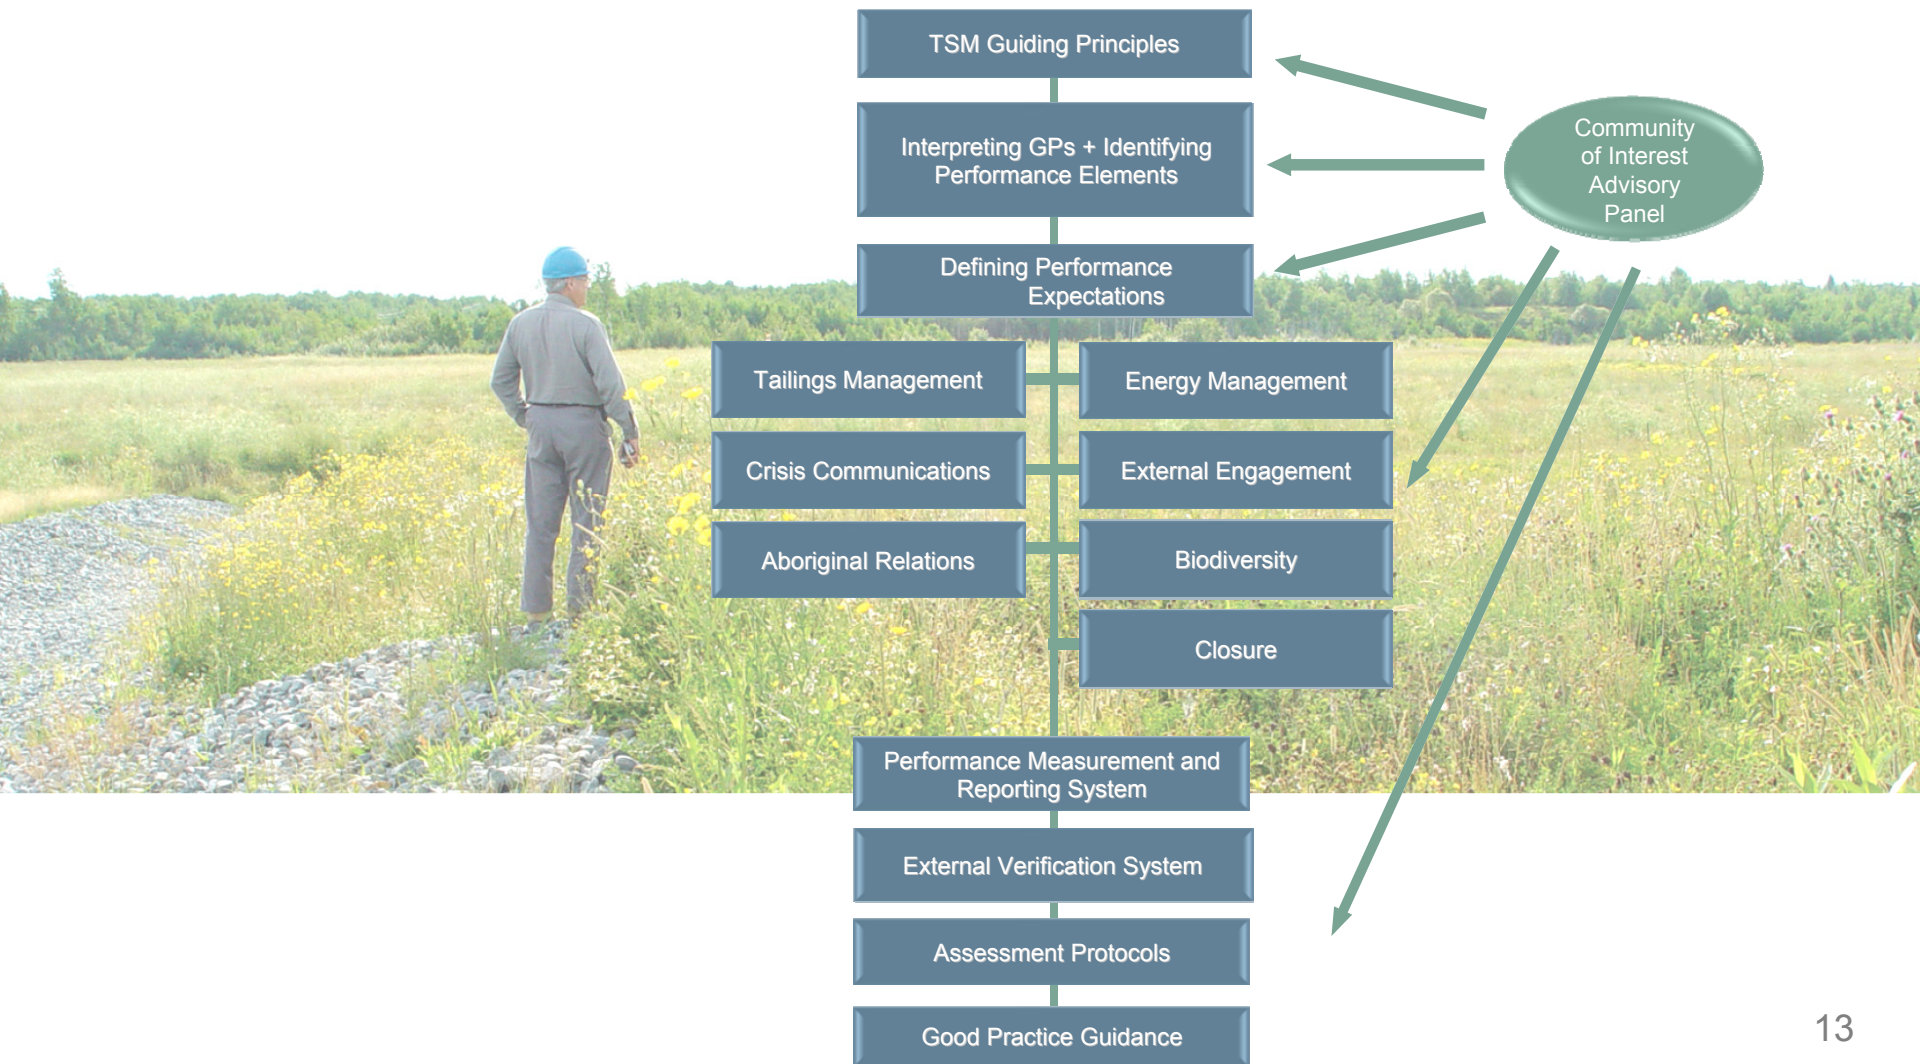 TSM Guiding Principles
Interpreting GPs + Identifying
Performance Elements
Community
of Interest
Advisory
Panel
Defining Performance
Expectations
Tailings Management
Energy Management
Crisis Communications
External Engagement
Aboriginal Relations
Biodiversity
Closure
Performance Measurement and
Reporting System
External Verification System
Assessment Protocols
Good Practice Guidance
13